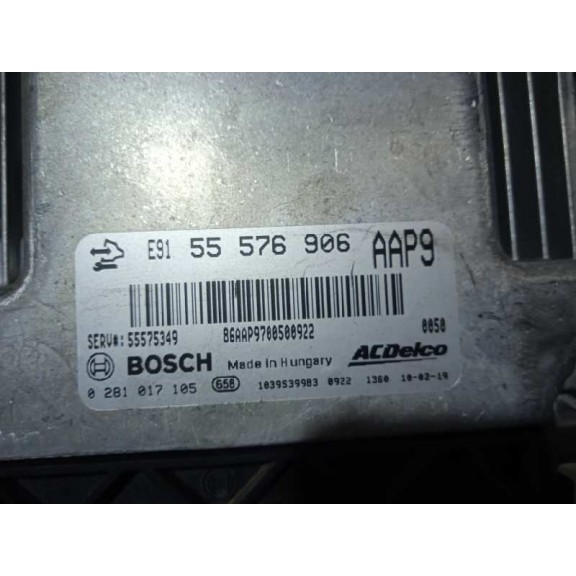 E91 55 576 906 AAP9
SERV#: 55575349 86AAP9700500922 0050
BOSCH Made in Hungary ACDelco
0 281 017 105 658 1039S39983 0922 1360 10-02-19